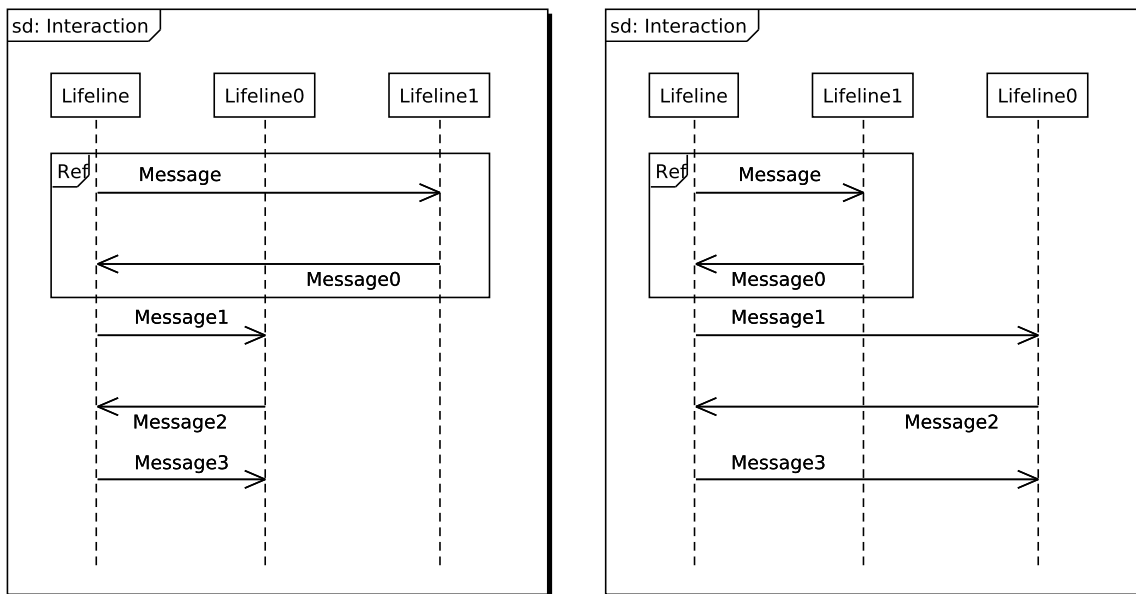 sd: Interaction
Lifeline
Lifeline0
Lifeline1
Ref
Message
Message0
Message1
Message2
Message3
sd: Interaction
Lifeline
Lifeline1
Lifeline0
Ref
Message
Message0
Message1
Message2
Message3